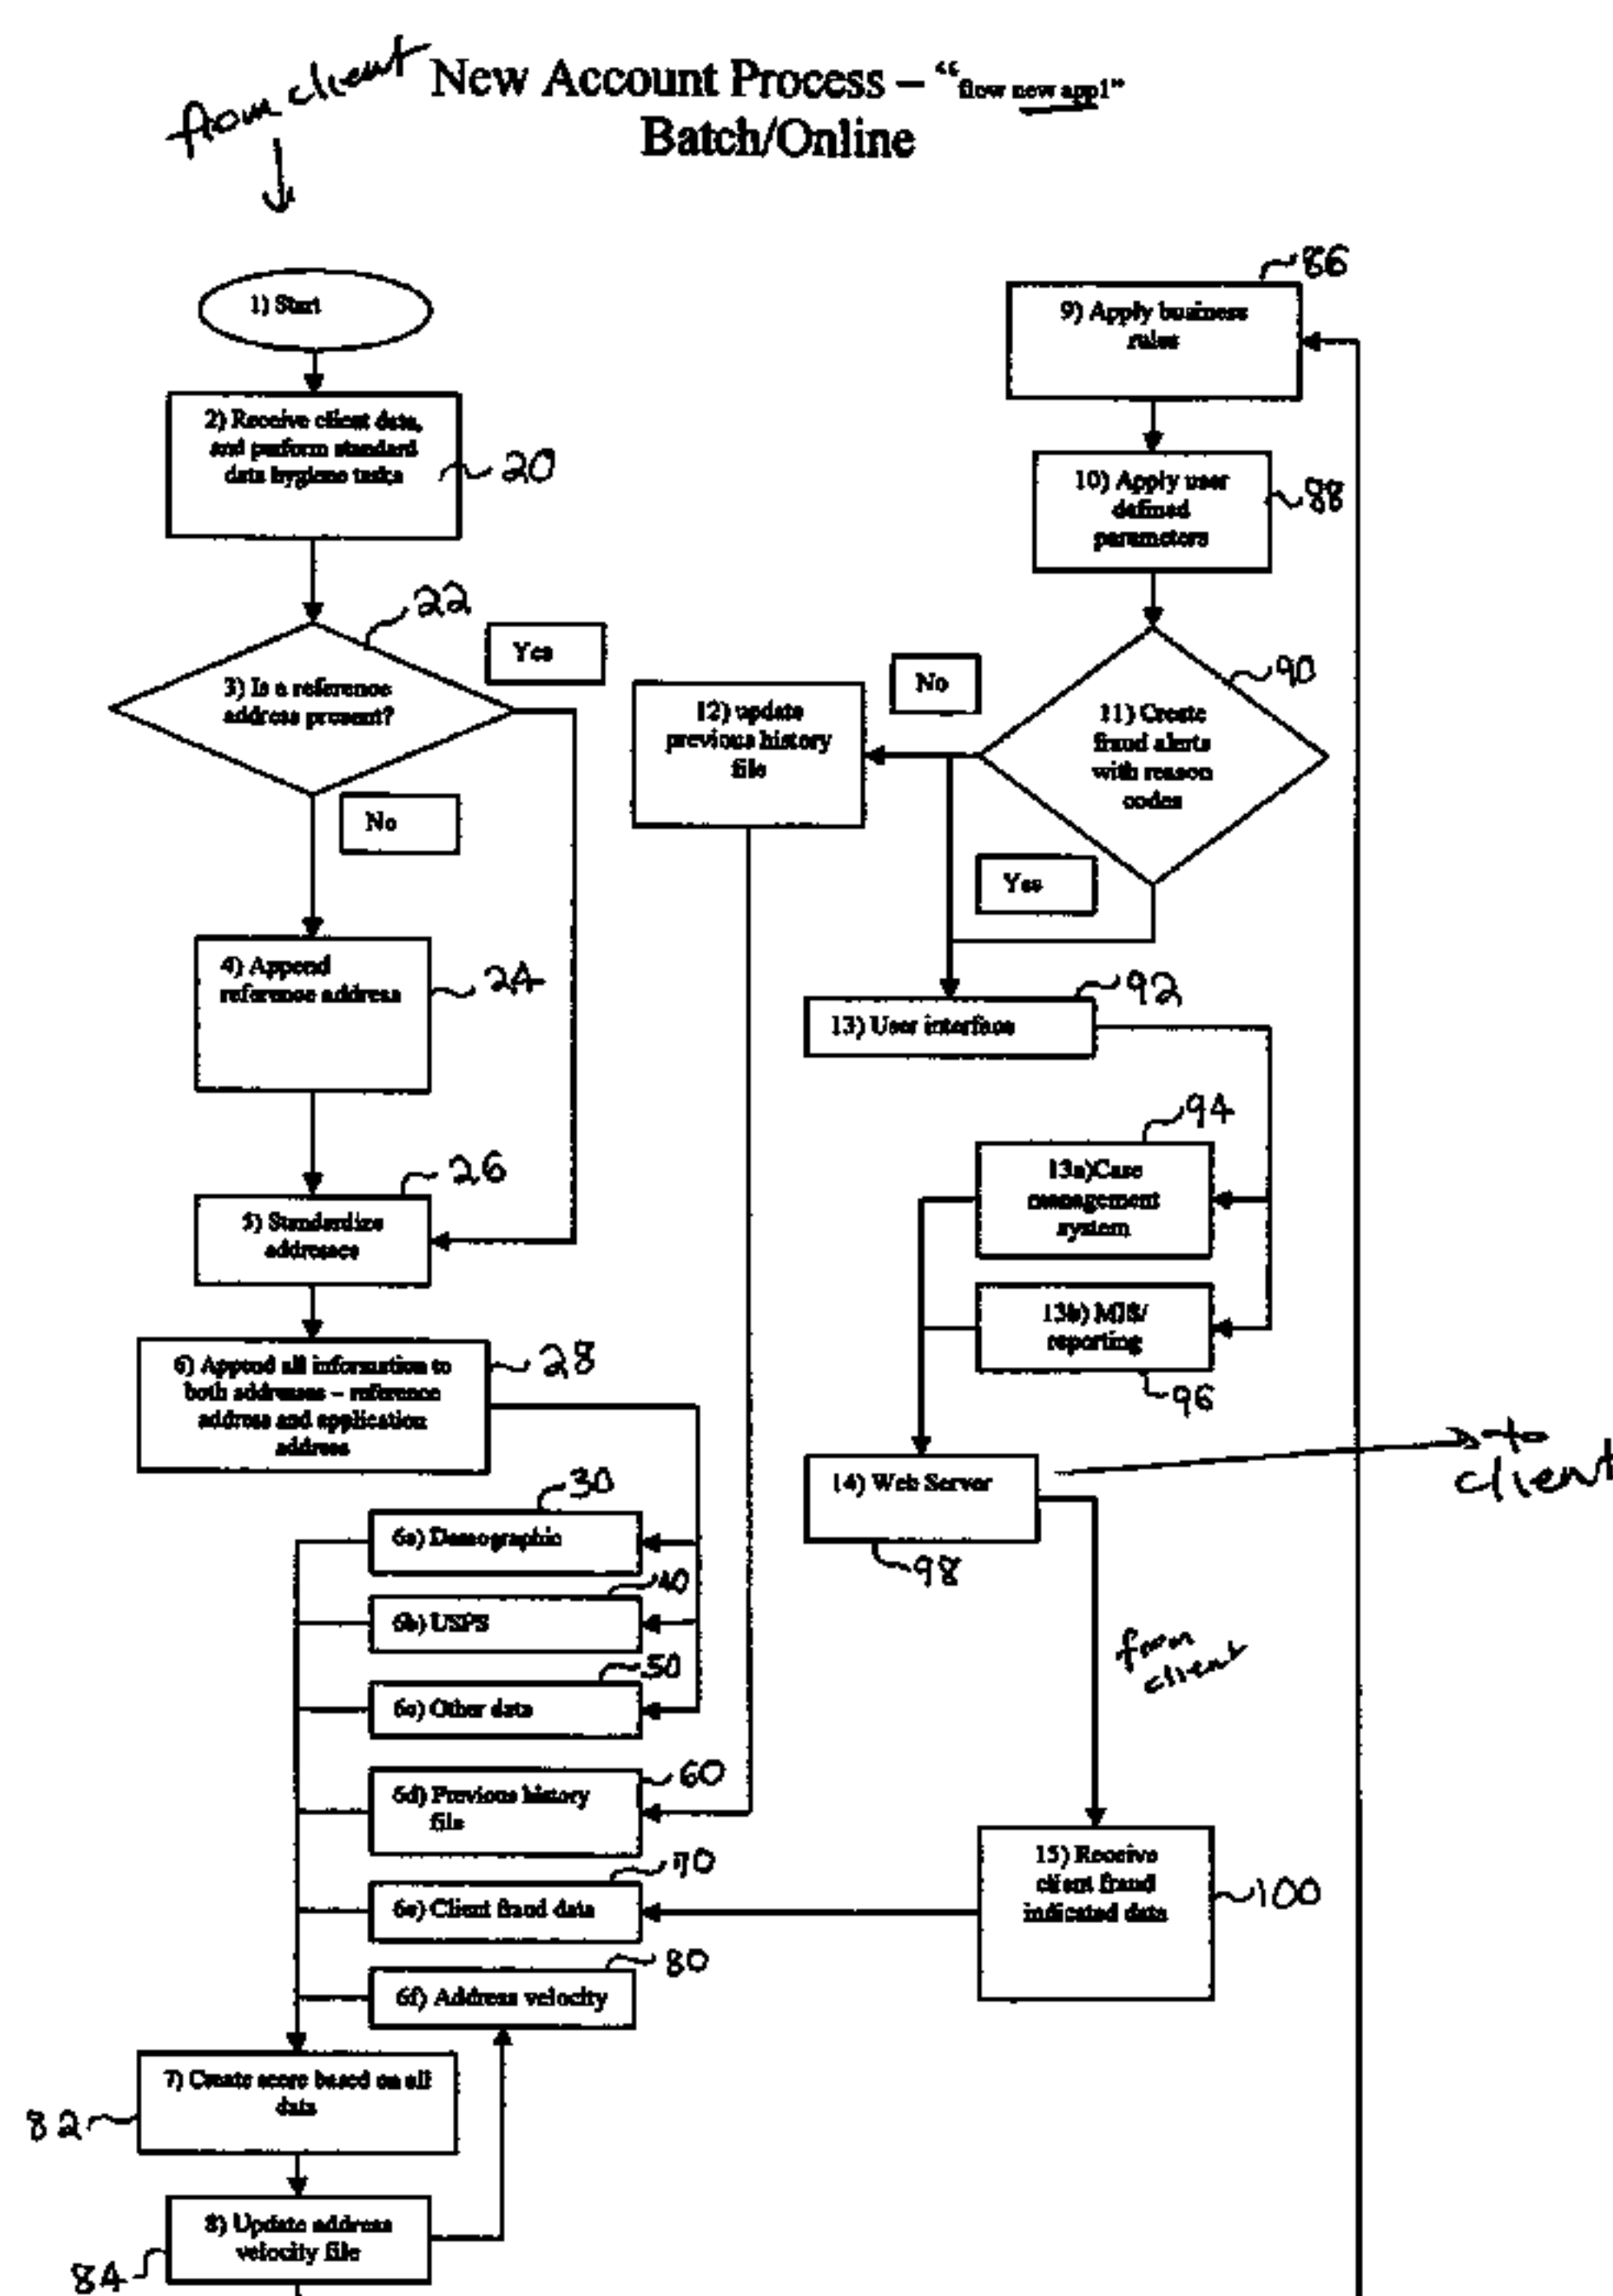 from client
New Account Process – “flow new app1”
Batch/Online
1) Start
2) Receive client data,
and perform standard
data hygiene tasks
20
22
3) Is a reference
address present?
Yes
No
4) Append
reference address
24
26
5) Standardize
addresses
6) Append all information to
both addresses – reference
address and application
address
28
30
6a) Demographic
40
6b) USPS
50
6c) Other data
6d) Previous history
file
60
70
6e) Client fraud data
80
6f) Address velocity
7) Create score based on all
data
82
8) Update address
velocity file
84
86
9) Apply business
rules
10) Apply user
defined
parameters
88
90
11) Create
fraud alerts
with reason
codes
No
12) update
previous history
file
Yes
92
13) User interface
94
13a)Case
management
system
13b) MIS/
reporting
96
14) Web Server
98
to
client
from
client
15) Receive
client fraud
indicated data
100